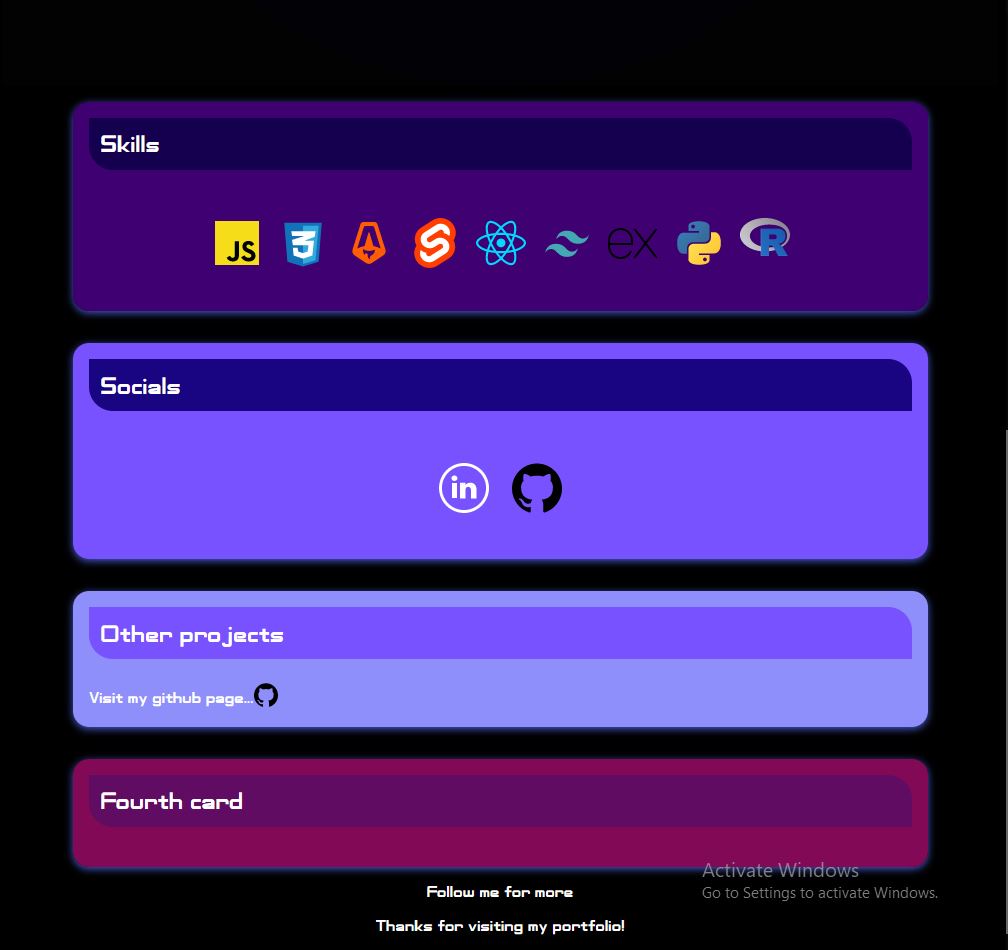 Skills
JS
3
ex
R
Socials
in
Other projects
Visit my github page...
Fourth card
Activate Windows
Go to Settings to activate Windows.
Follow me for more
Thanks for visiting my portfolio!